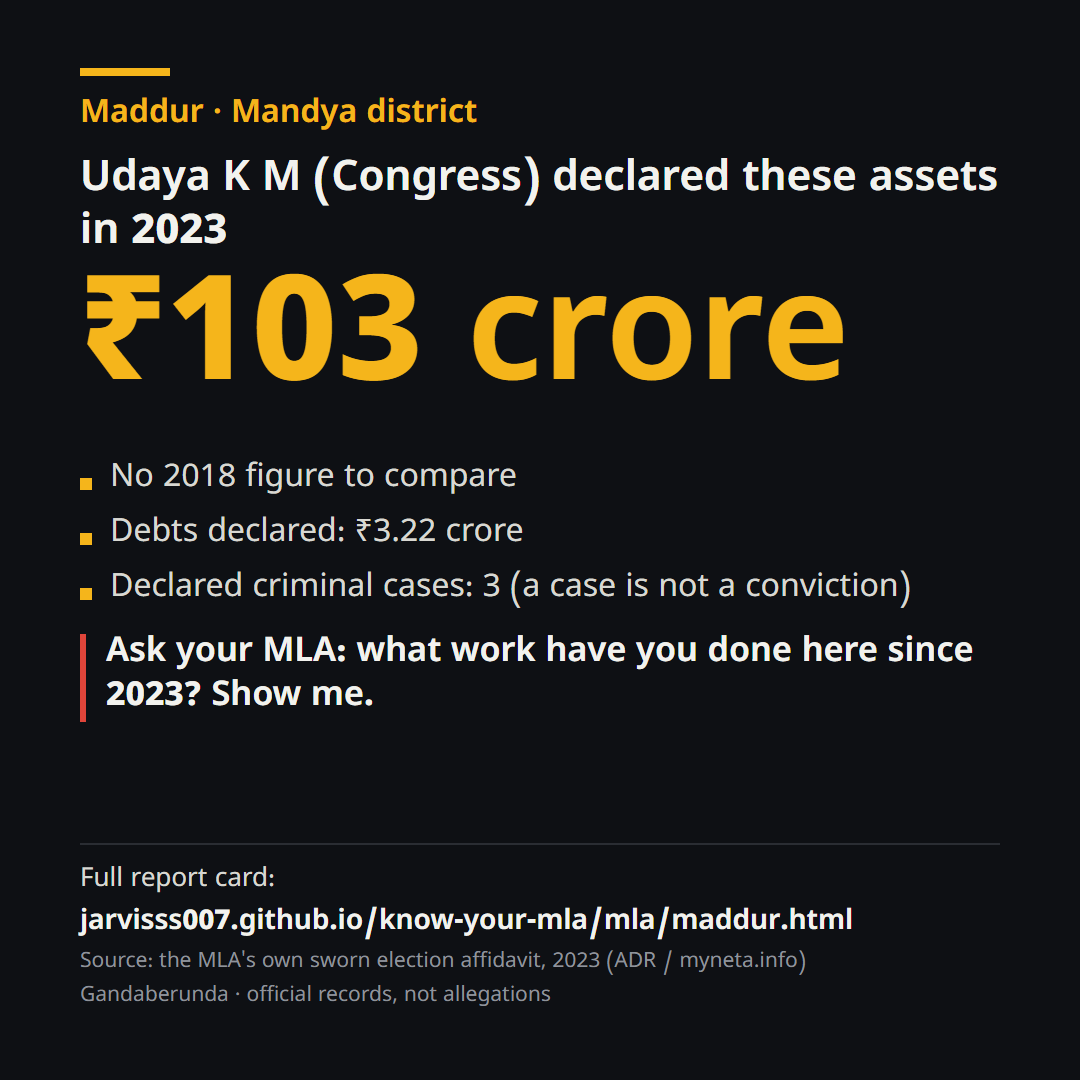 Maddur · Mandya district
Udaya K M (Congress) declared these assets
in 2023
₹103 crore
No 2018 figure to compare
Debts declared: ₹3.22 crore
Declared criminal cases: 3 (a case is not a conviction)
Ask your MLA: what work have you done here since
2023? Show me.
Full report card:
jarvisss007.github.io/know-your-mla/mla/maddur.html
Source: the MLA's own sworn election affidavit, 2023 (ADR / myneta.info)
Gandaberunda · official records, not allegations